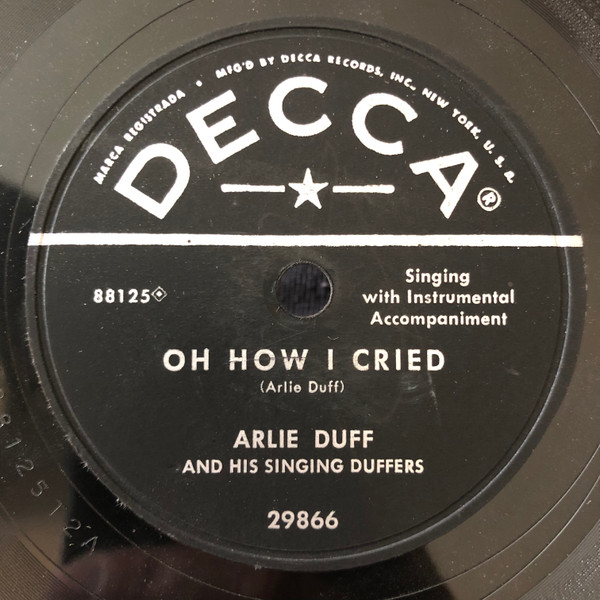 MARCA REGISTRADA • MFG'D BY DECCA RECORDS, INC., NEW YORK, U. S. A.
DECCA®
88125
Singing
with Instrumental
Accompaniment
OH HOW I CRIED
(Arlie Duff)
ARLIE DUFF
AND HIS SINGING DUFFERS
29866